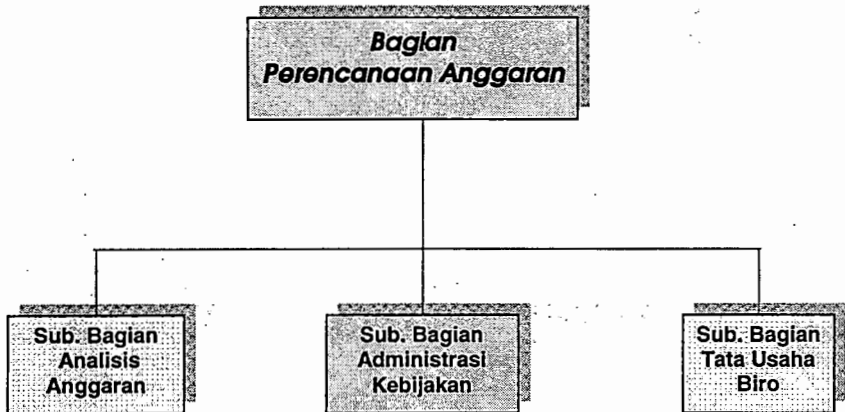 Bagian
Perencanaan Anggaran
Sub. Bagian
Analisis
Anggaran
Sub. Bagian
Administrasi
Kebijakan
Sub. Bagian
Tata Usaha
Biro